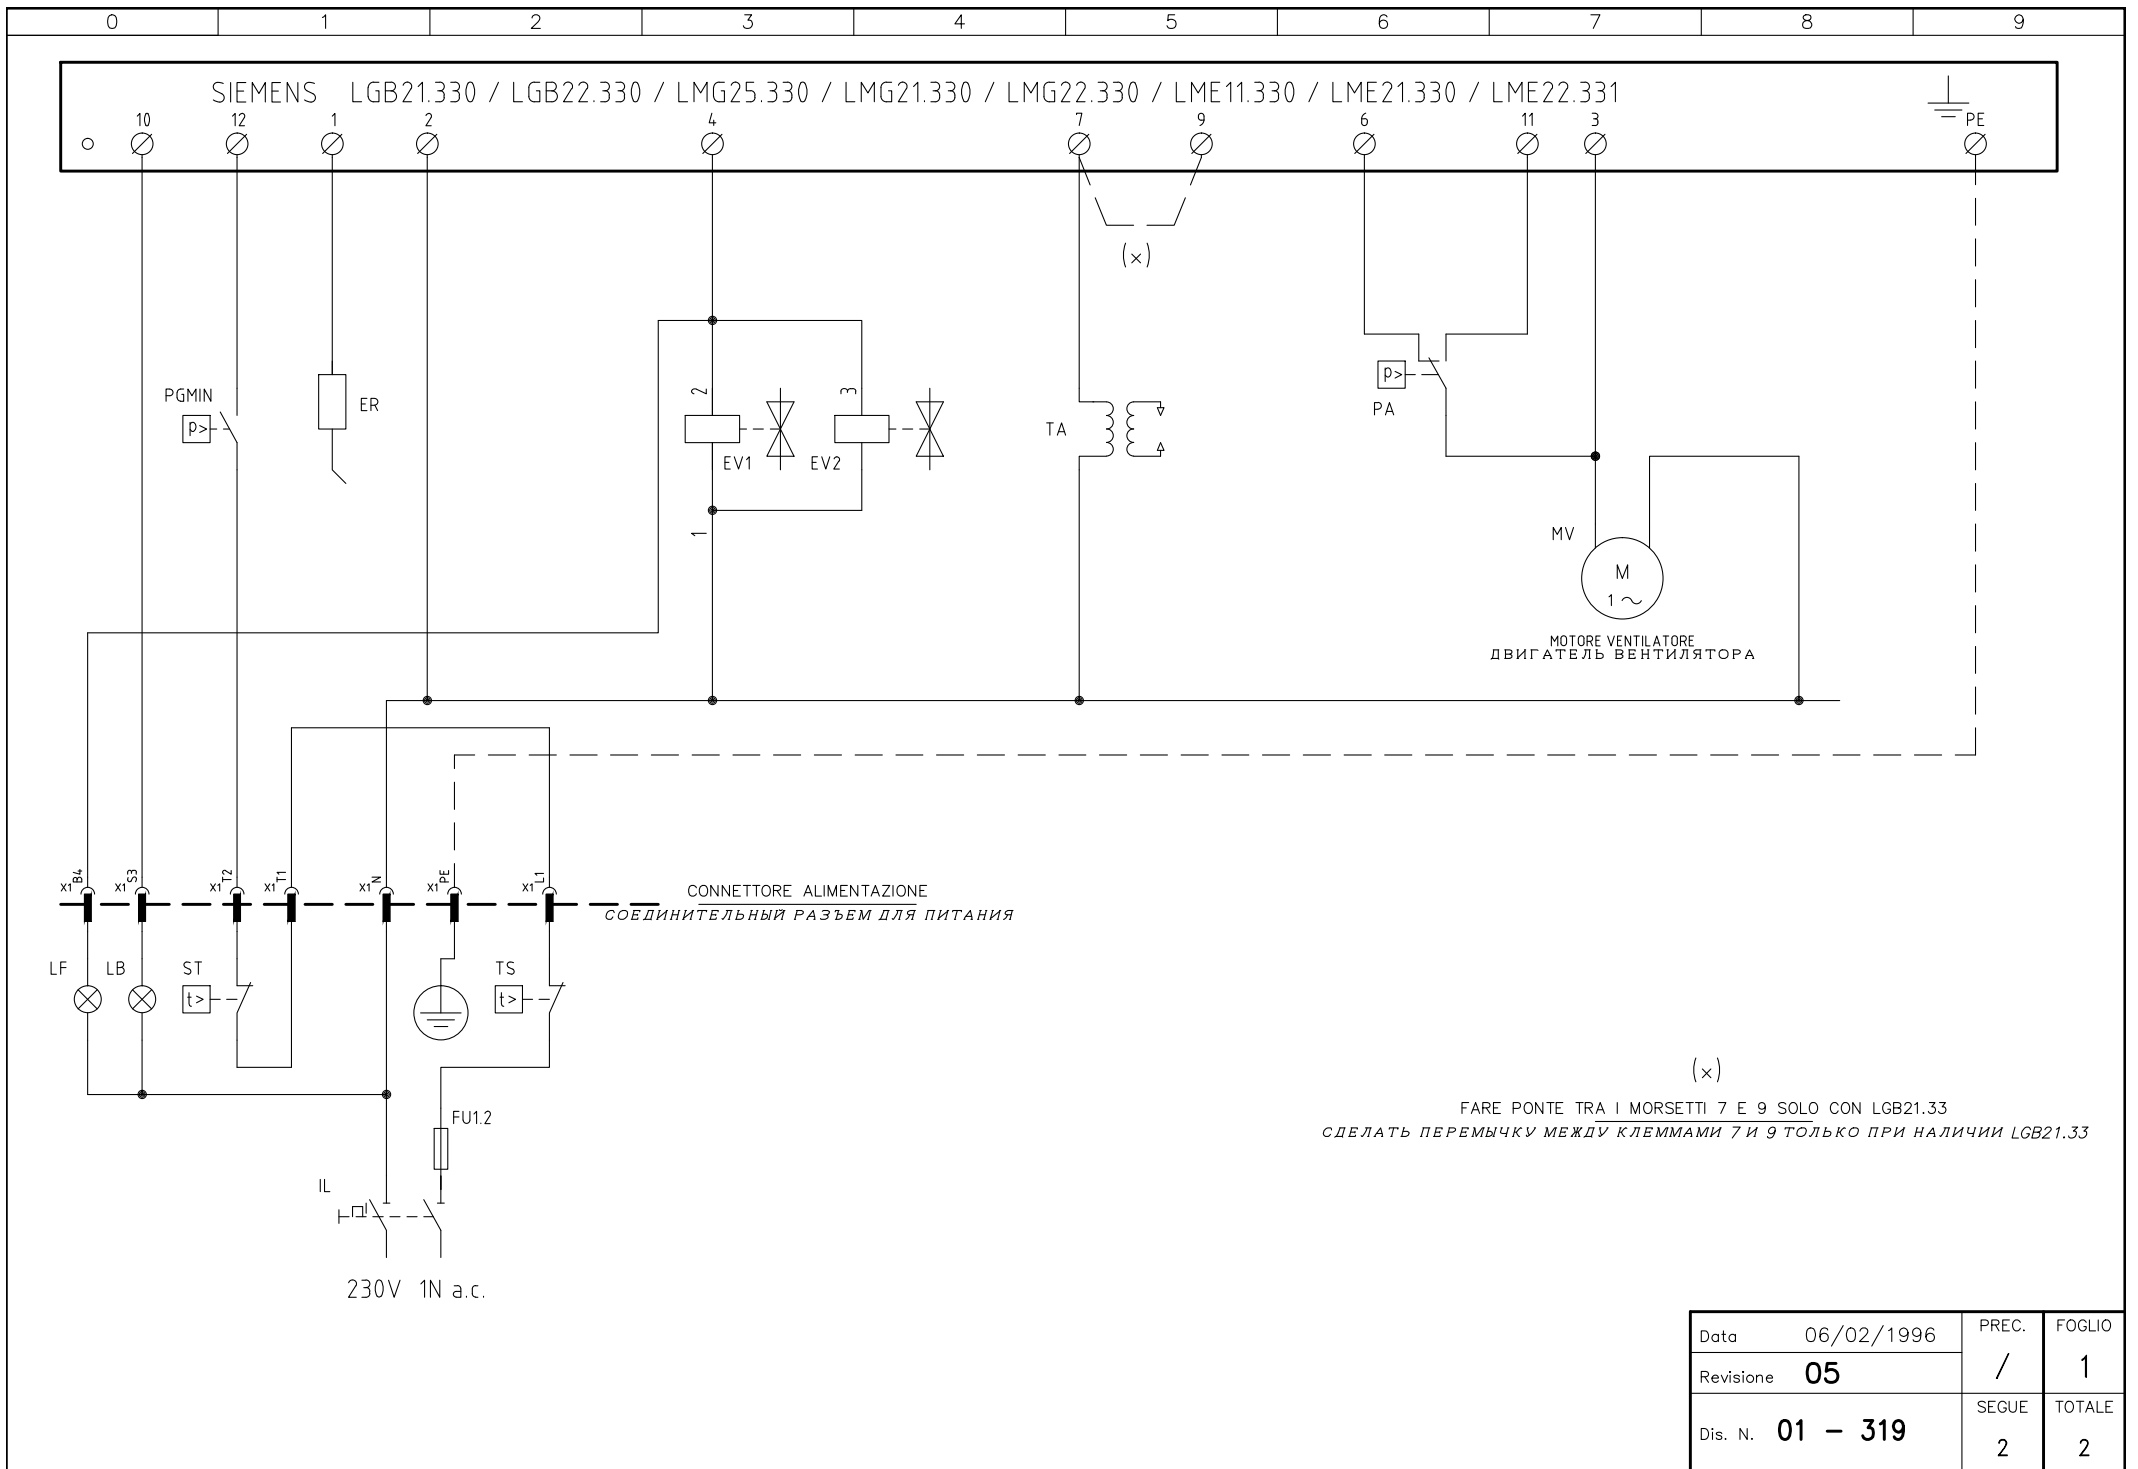 0 1 2 3 4 5 6 7 8 9
SIEMENS LGB21.330 / LGB22.330 / LMG25.330 / LMG21.330 / LMG22.330 / LME11.330 / LME21.330 / LME22.331
10 12 1 2 4 7 9 6 11 3 PE
(x)
PGMIN
p>
ER
2
3
EV1
EV2
1
TA
p>
PA
MV
M
1~
MOTORE VENTILATORE
ДВИГАТЕЛЬ ВЕНТИЛЯТОРА
X1 B4 X1 S3 X1 T2 X1 T1 X1 N X1 PE X1 L1
CONNETTORE ALIMENTAZIONE
СОЕДИНИТЕЛЬНЫЙ РАЗЪЕМ ДЛЯ ПИТАНИЯ
LF LB ST TS
t> t>
FU1.2
IL
230V 1N a.c.
(x)
FARE PONTE TRA I MORSETTI 7 E 9 SOLO CON LGB21.33
СДЕЛАТЬ ПЕРЕМЫЧКУ МЕЖДУ КЛЕММАМИ 7 И 9 ТОЛЬКО ПРИ НАЛИЧИИ LGB21.33
Data 06/02/1996
Revisione 05
Dis. N. 01 - 319
PREC.
/
FOGLIO
1
SEGUE
2
TOTALE
2